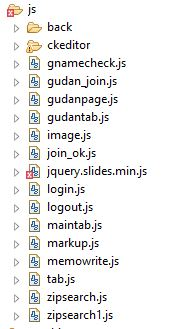 js
back
ckeditor
gnamecheck.js
gudan_join.js
gudanpage.js
gudantab.js
image.js
join_ok.js
jquery.slides.min.js
login.js
logout.js
maintab.js
markup.js
memowrite.js
tab.js
zipsearch.js
zipsearch1.js